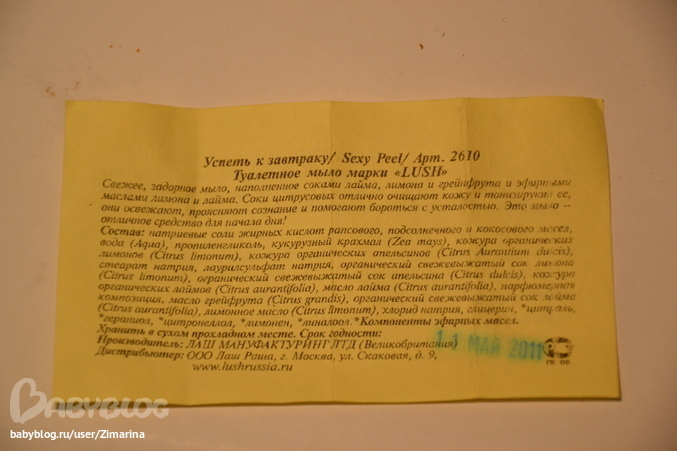 Успеть к завтраку/ Sexy Peel/ Арт. 2610
Туалетное мыло марки «LUSH»
Свежее, задорное мыло, наполненное соками лайма, лимона и грейпфрута и эфирными
маслами лимона и лайма. Соки цитрусовых отлично очищают кожу и тонизируют ее,
они освежают, проясняют сознание и помогают бороться с усталостью. Это мыло --
отличное средство для начала дня!
Состав: натриевые соли жирных кислот рапсового, подсолнечного и кокосового масел,
вода (Aqua), пропиленгликоль, кукурузный крахмал (Zea mays), кожура органических
лимонов (Citrus limonum), кожура органических апельсинов (Citrus Aurantium dulcis),
стеарат натрия, лаурилсульфат натрия, органический свежевыжатый сок лимона
(Citrus limonum), огранический свежевыжатый сок апельсина (Citrus dulcis), кожура
органических лаймов (Citrus aurantifolia), масло лайма (Citrus aurantifolia), парфюмерная
композиция, масло грейпфрута (Citrus grandis), органический свежевыжатый сок лайма
(Citrus aurantifolia), лимонное масло (Citrus limonum), хлорид натрия, глицерин, *цитраль,
*гераниол, *цитронеллол, *лимонен, *линалоол.*Компоненты эфирных масел.
Хранить в сухом прохладном месте. Срок годности:
11 МАЙ 2011
Производитель: ЛАШ МАНУФАКТУРИНГ ЛТД (Великобритания)
Дистрибьютер: ООО Лаш Раша, г. Москва, ул. Скаковая, д. 9,
www.lushrussia.ru
BABYBLOG
babyblog.ru/user/Zimarina